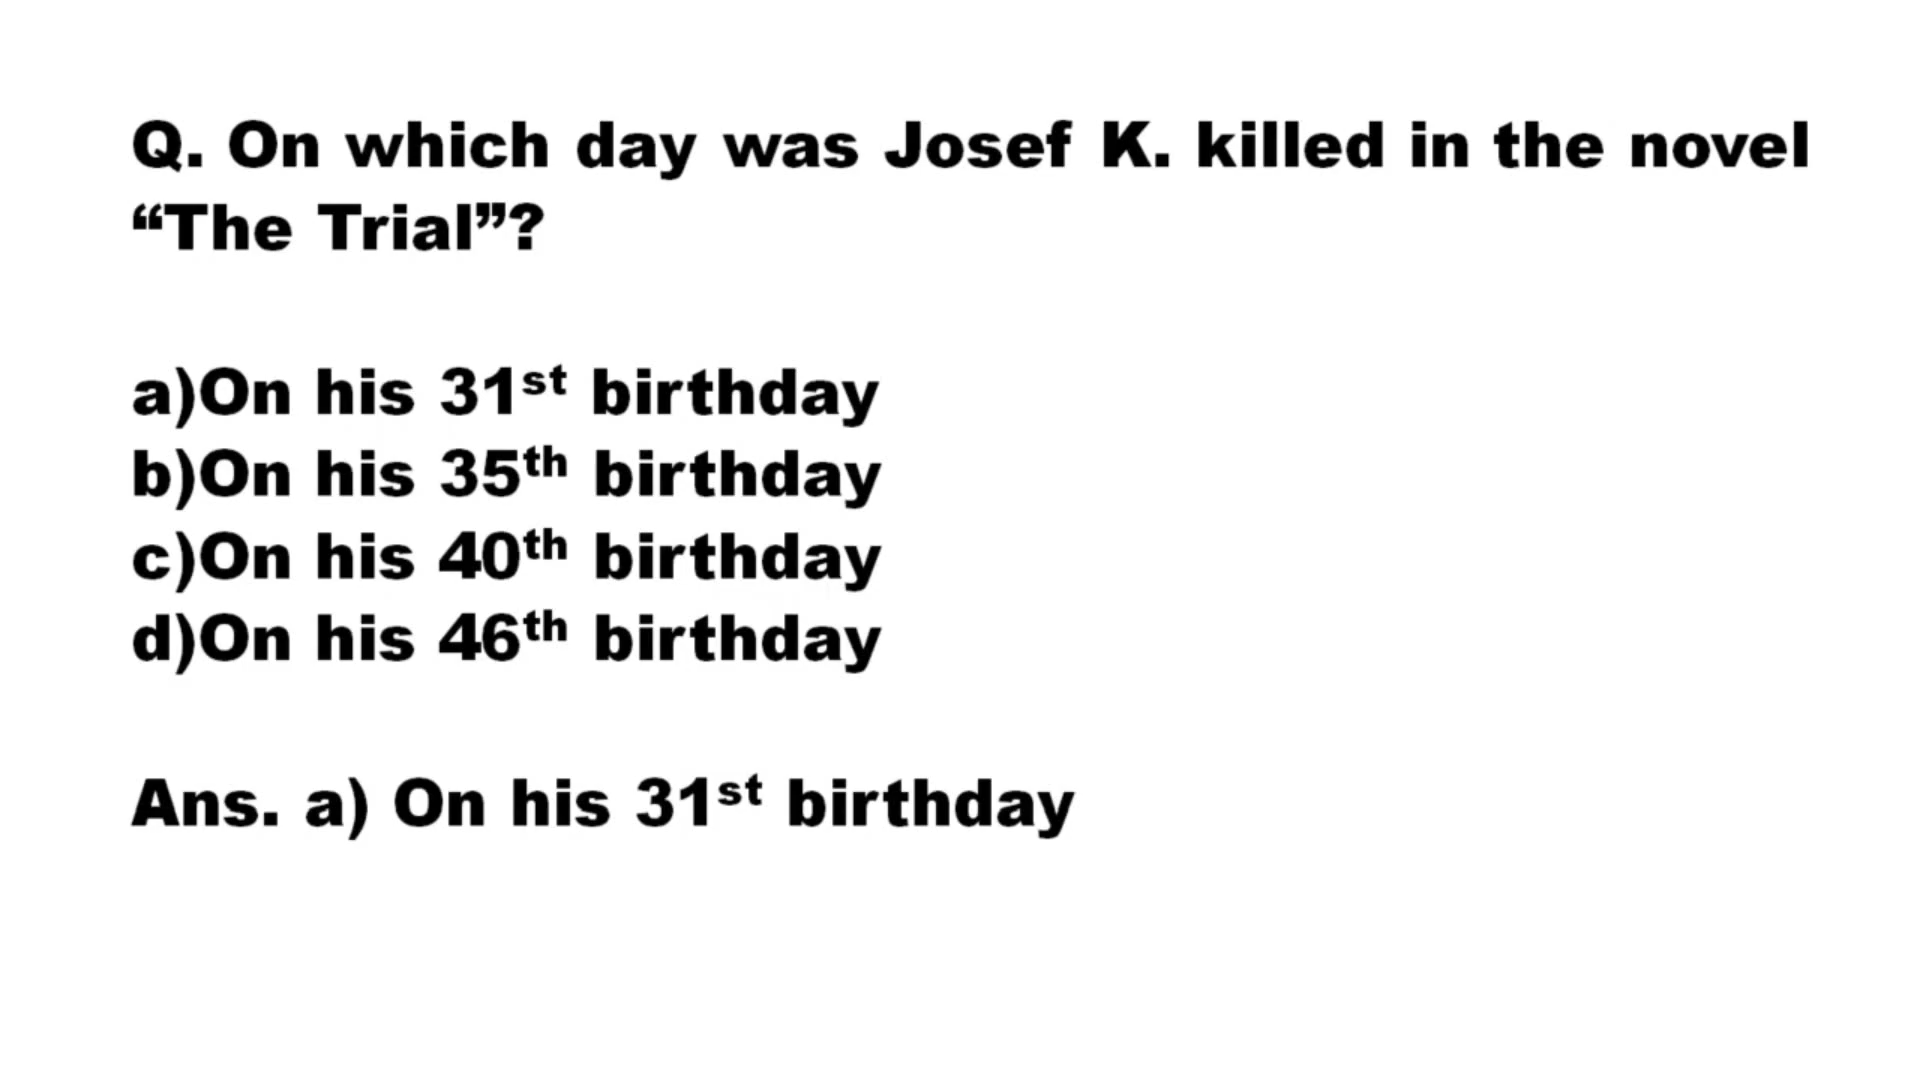 Q. On which day was Josef K. killed in the novel
“The Trial”?
a)On his 31st birthday
b)On his 35th birthday
c)On his 40th birthday
d)On his 46th birthday
Ans. a) On his 31st birthday